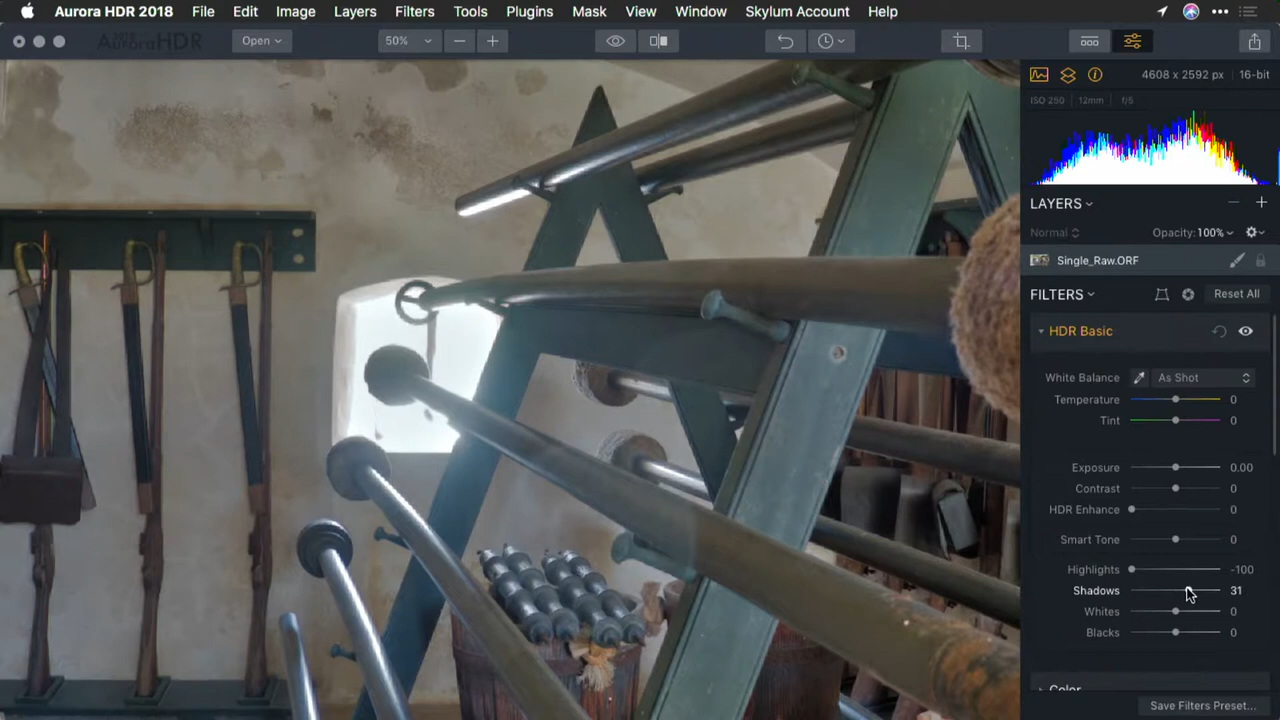 Aurora HDR 2018 File Edit Image Layers Filters Tools Plugins Mask View Window Skylum Account Help
2018 AuroraHDR Open 50%
4608 x 2592 px 16-bit
ISO 250 12mm f/5
LAYERS
Normal Opacity: 100%
Single_Raw.ORF
FILTERS Reset All
HDR Basic
White Balance As Shot
Temperature 0
Tint 0
Exposure 0.00
Contrast 0
HDR Enhance 0
Smart Tone 0
Highlights -100
Shadows 31
Whites 0
Blacks 0
Color
Save Filters Preset...